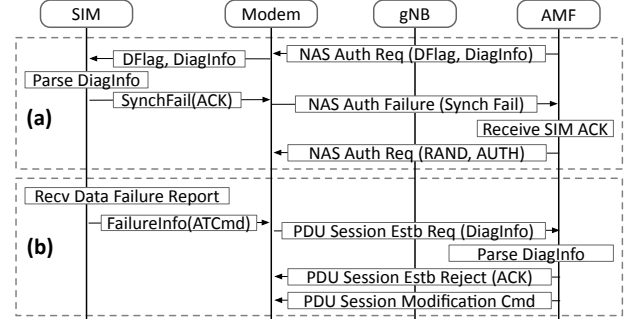 SIM Modem gNB AMF
DFlag, DiagInfo NAS Auth Req (DFlag, DiagInfo)
Parse DiagInfo
SynchFail(ACK) NAS Auth Failure (Synch Fail)
(a)
Receive SIM ACK
NAS Auth Req (RAND, AUTH)
Recv Data Failure Report
FailureInfo(ATCmd) PDU Session Estb Req (DiagInfo)
(b)
Parse DiagInfo
PDU Session Estb Reject (ACK)
PDU Session Modification Cmd